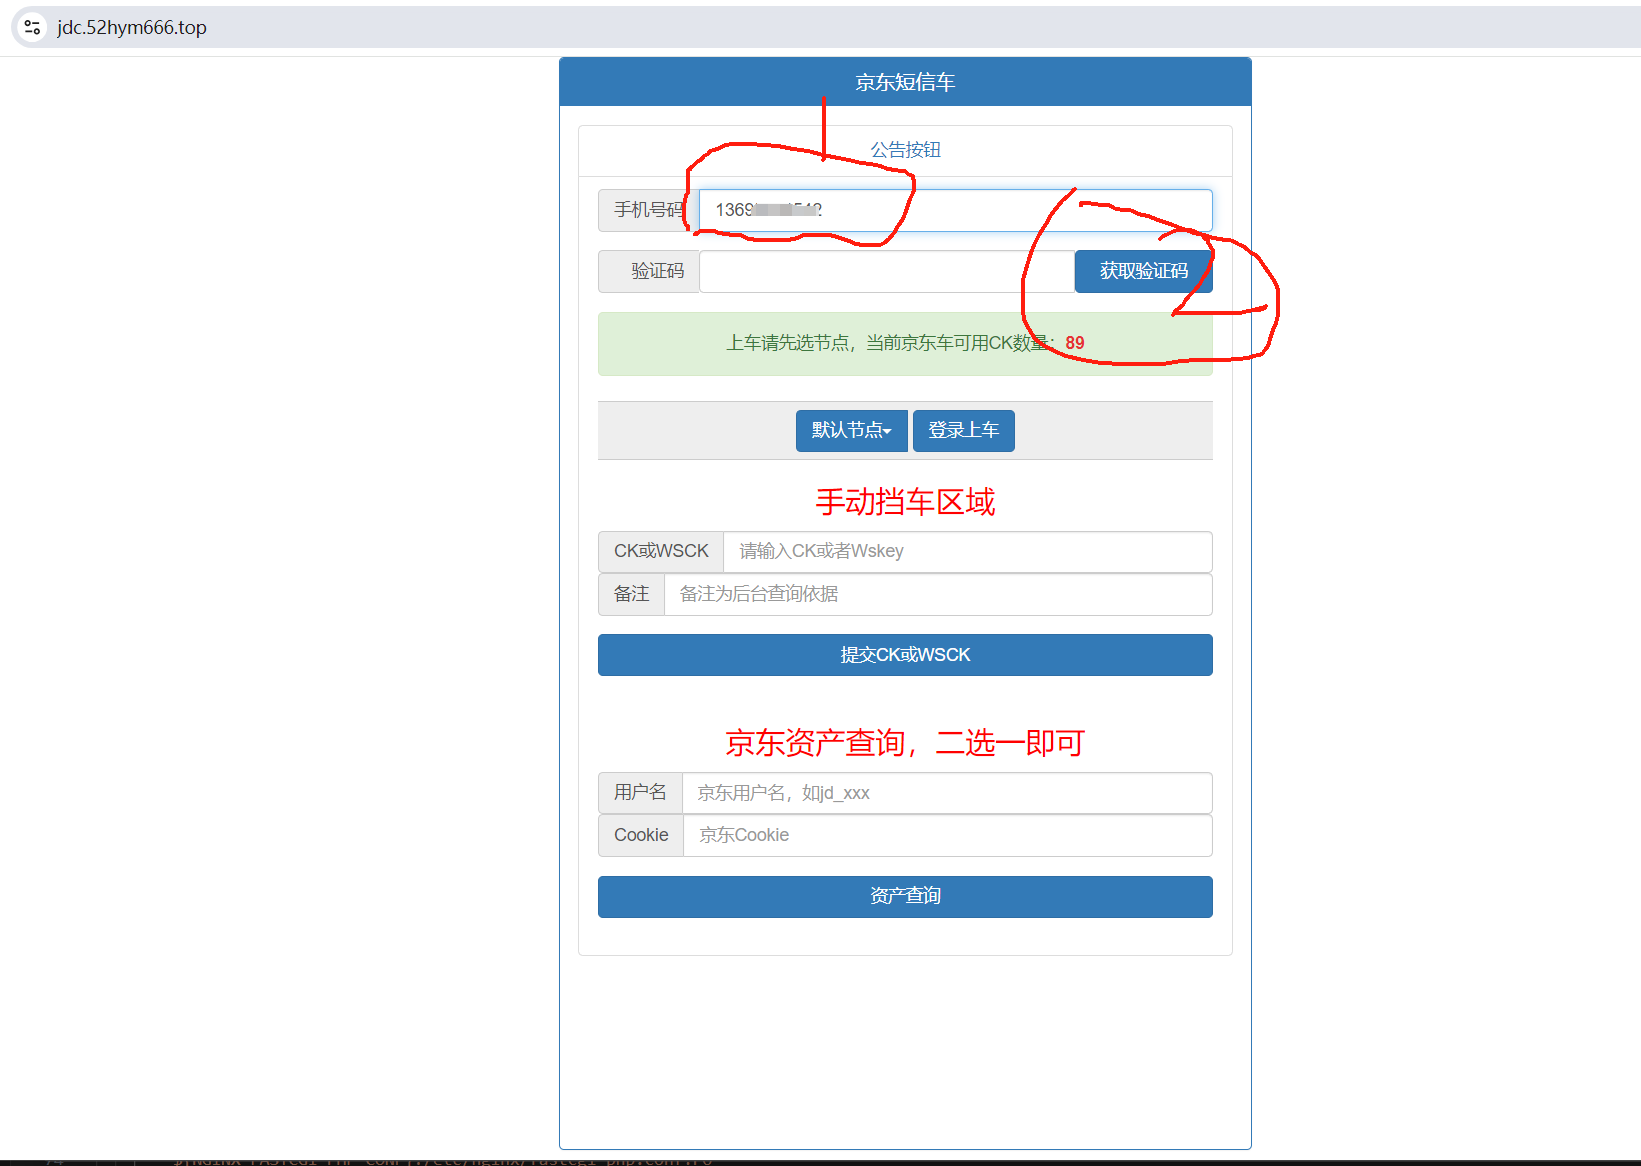 jdc.52hym666.top
京东短信车
1
公告按钮
手机号码 1369
2
验证码 获取验证码
上车请先选节点，当前京东车可用CK数量：89
默认节点 登录上车
手动挡车区域
CK或WSCK 请输入CK或者Wskey
备注 备注为后台查询依据
提交CK或WSCK
京东资产查询，二选一即可
用户名 京东用户名，如jd_xxx
Cookie 京东Cookie
资产查询